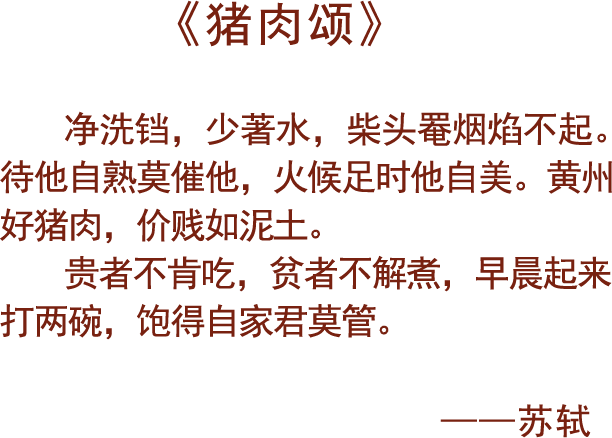 《猪肉颂》
净洗铛，少著水，柴头罨烟焰不起。
待他自熟莫催他，火候足时他自美。黄州
好猪肉，价贱如泥土。
贵者不肯吃，贫者不解煮，早晨起来
打两碗，饱得自家君莫管。
——苏轼